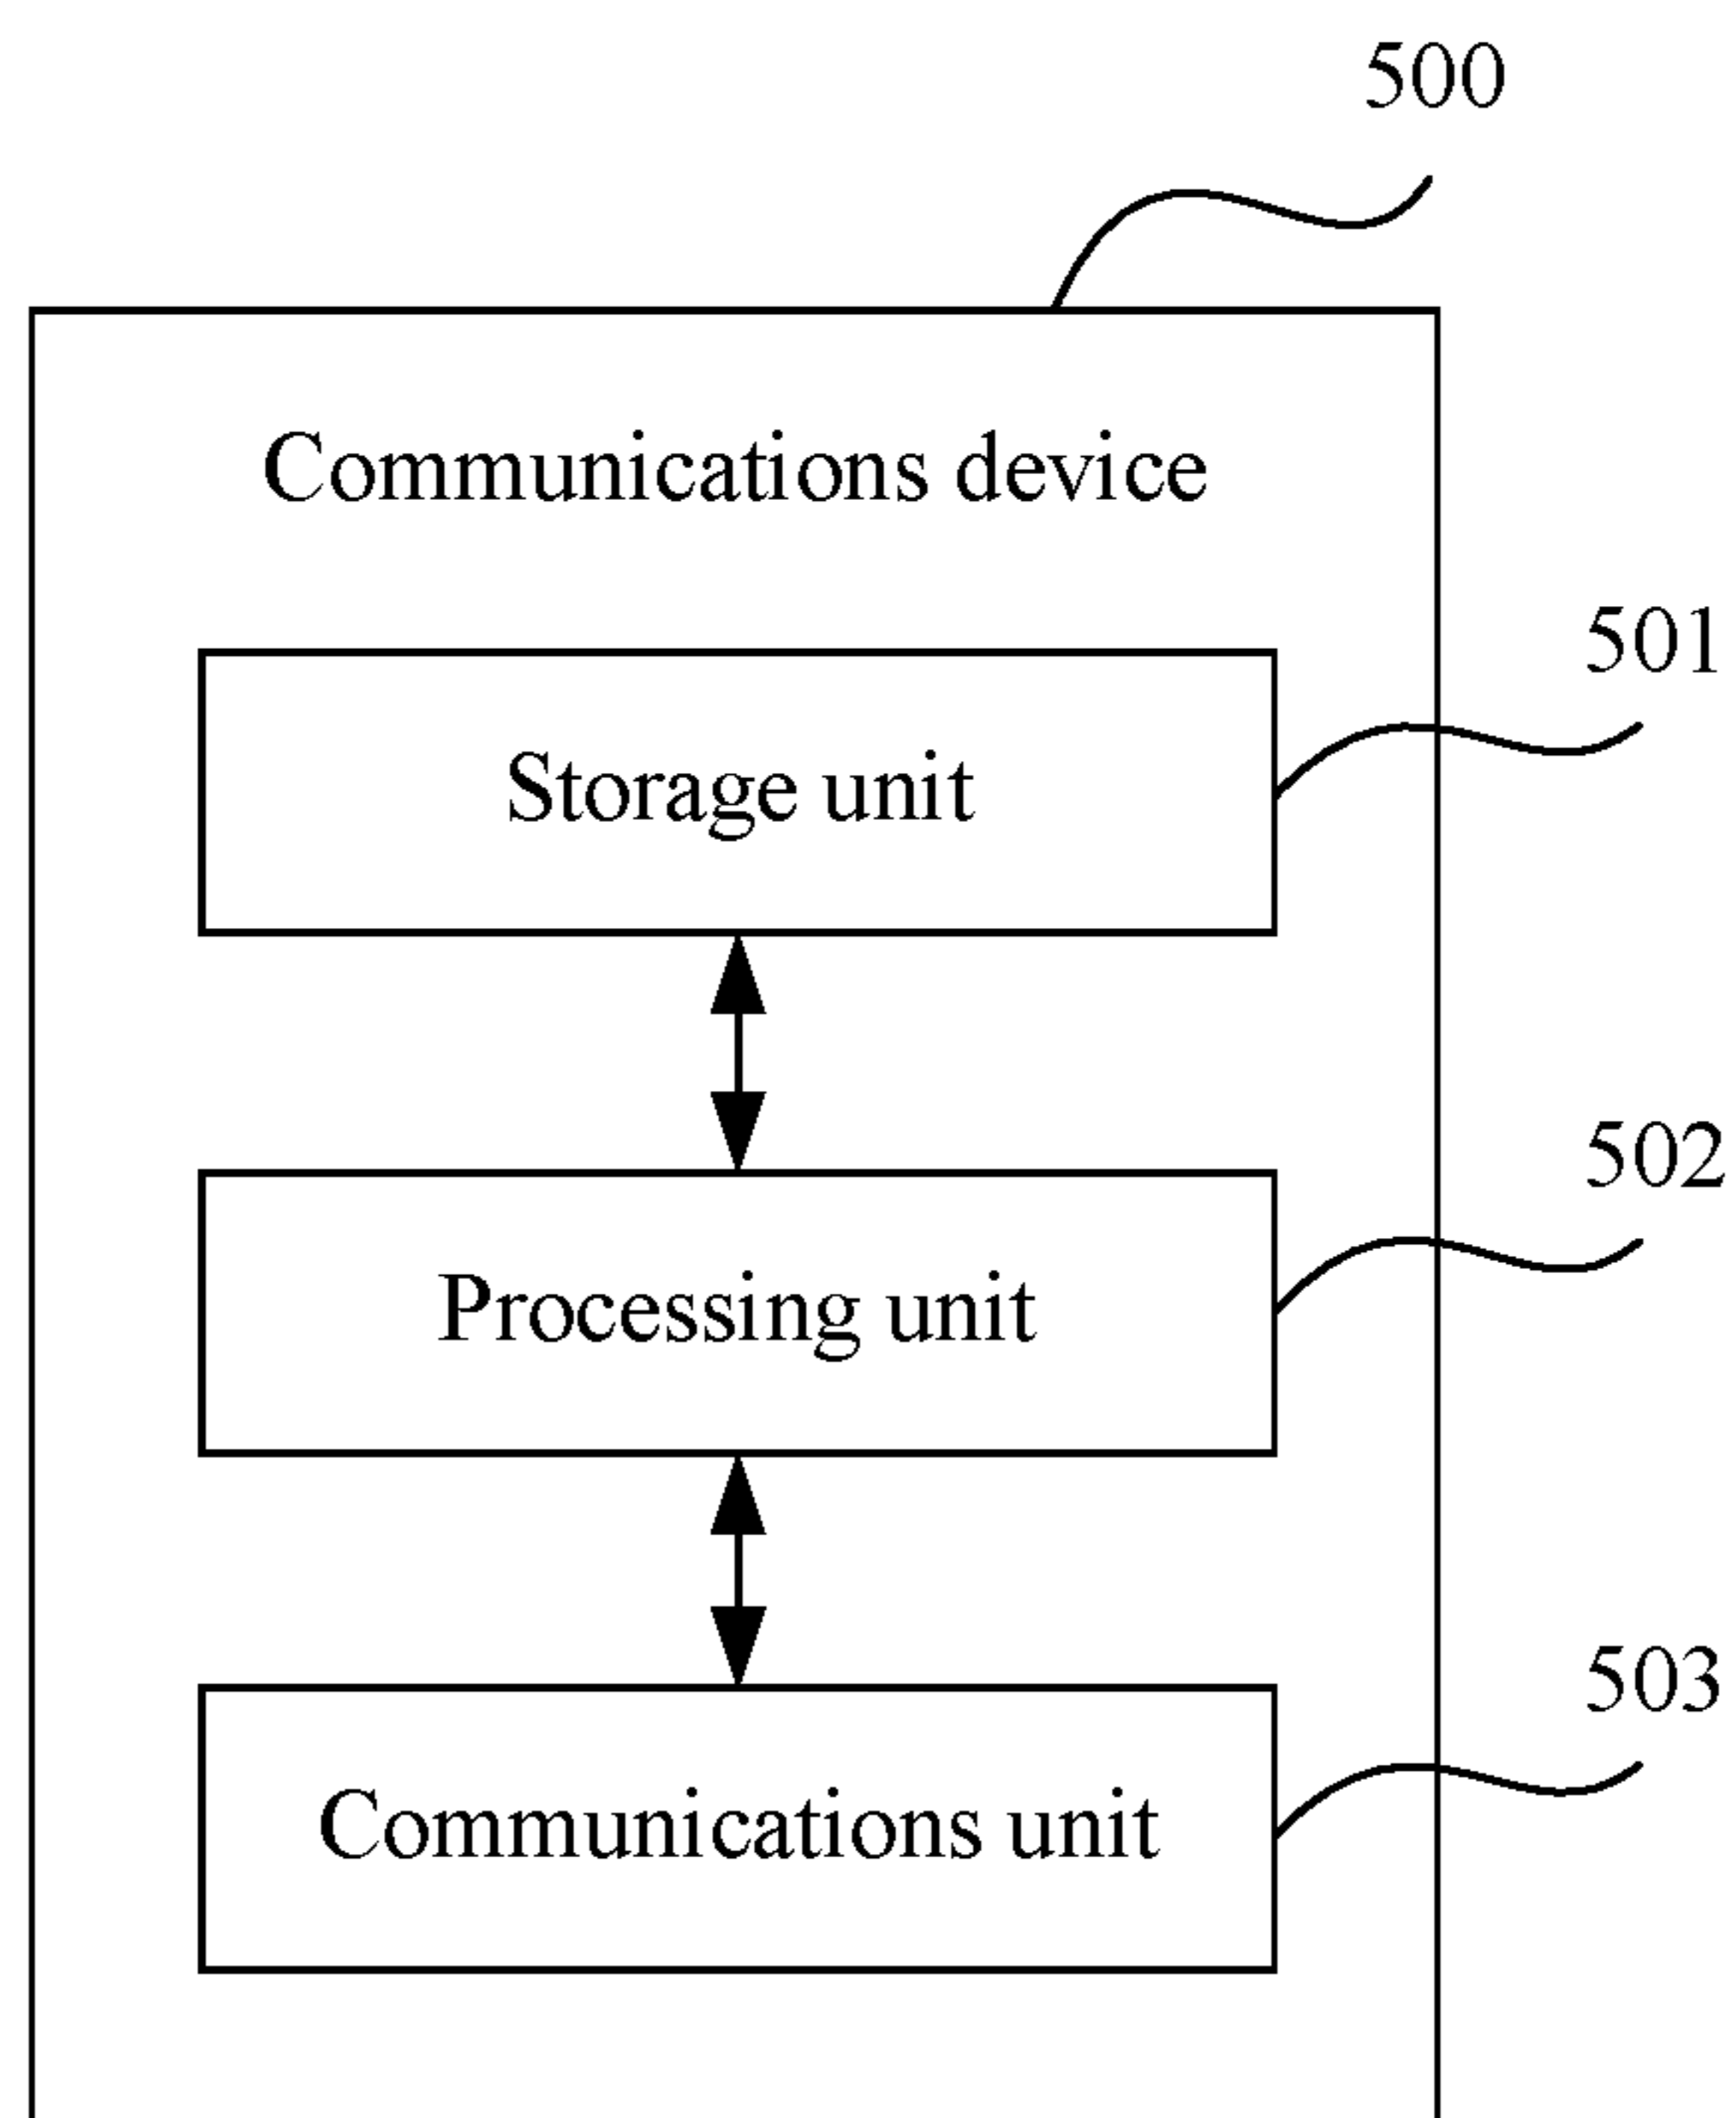 500
Communications device
501
Storage unit
502
Processing unit
503
Communications unit